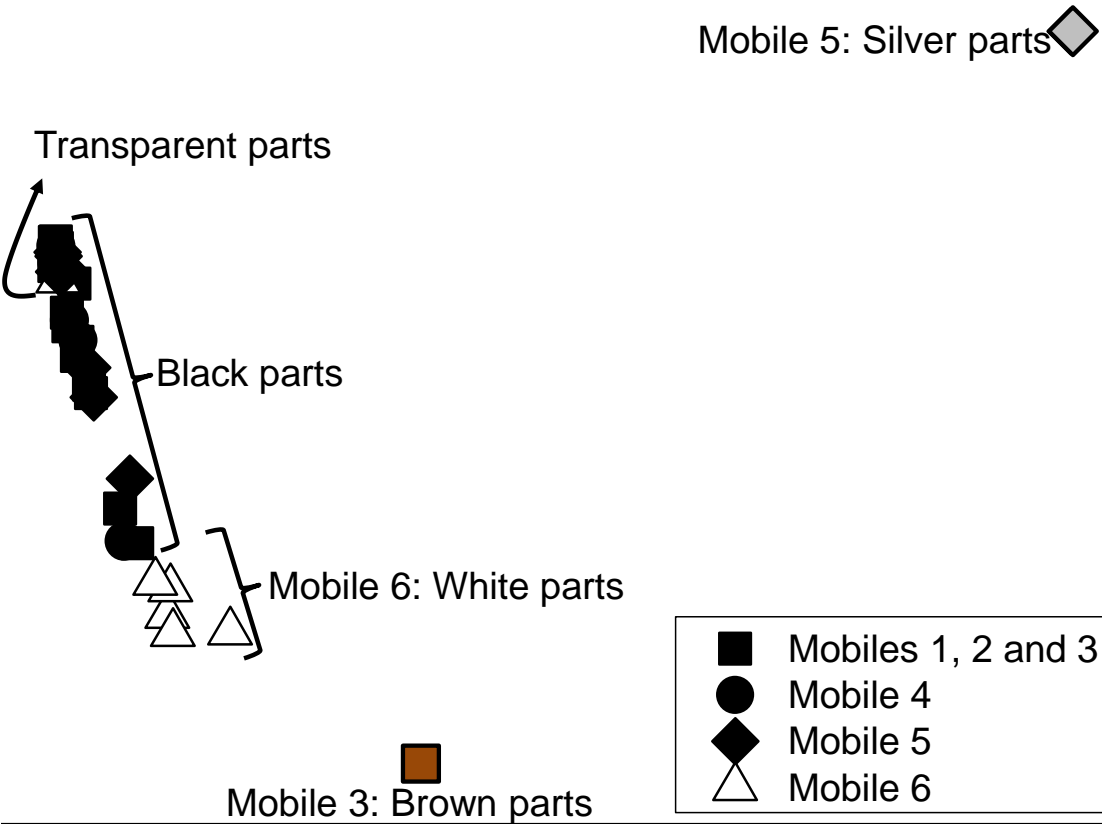 Mobile 5: Silver parts
Transparent parts
Black parts
Mobile 6: White parts
Mobiles 1, 2 and 3
Mobile 4
Mobile 5
Mobile 6
Mobile 3: Brown parts